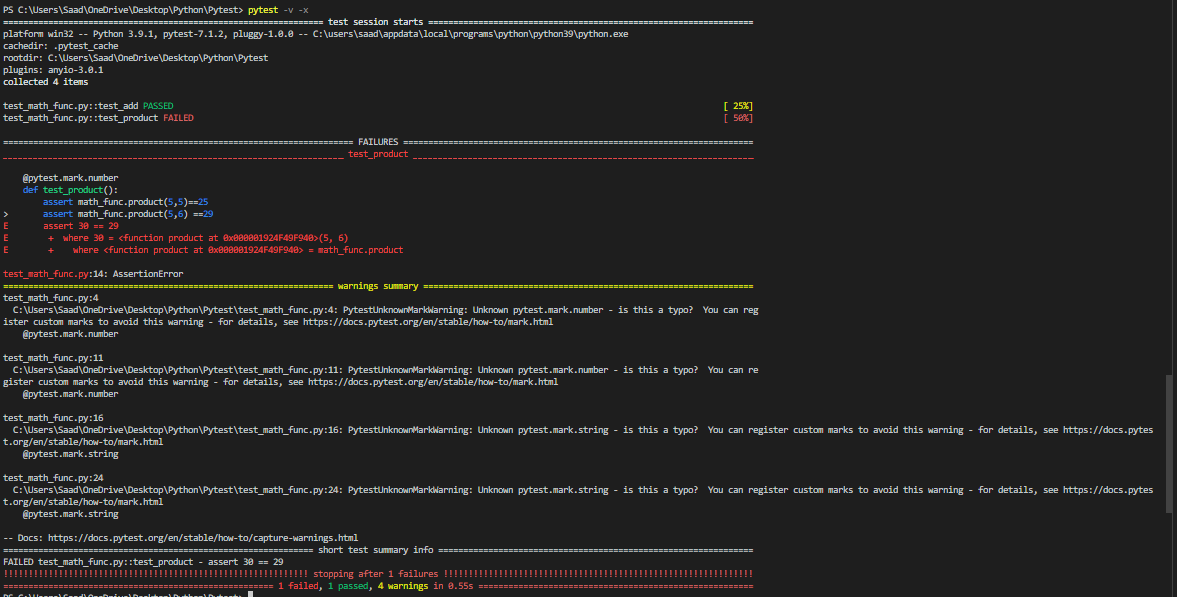 PS C:\Users\Saad\OneDrive\Desktop\Python\Pytest> pytest -v -x
================================================================ test session starts =================================================================
platform win32 -- Python 3.9.1, pytest-7.1.2, pluggy-1.0.0 -- C:\users\saad\appdata\local\programs\python\python39\python.exe
cachedir: .pytest_cache
rootdir: C:\Users\Saad\OneDrive\Desktop\Python\Pytest
plugins: anyio-3.0.1
collected 4 items
test_math_func.py::test_add PASSED [ 25%]
test_math_func.py::test_product FAILED [ 50%]
====================================================================== FAILURES ======================================================================
____________________________________________________________________ test_product ____________________________________________________________________
@pytest.mark.number
def test_product():
assert math_func.product(5,5)==25
> assert math_func.product(5,6) ==29
E assert 30 == 29
E + where 30 = <function product at 0x000001924F49F940>(5, 6)
E + where <function product at 0x000001924F49F940> = math_func.product
test_math_func.py:14: AssertionError
================================================================== warnings summary ==================================================================
test_math_func.py:4
C:\Users\Saad\OneDrive\Desktop\Python\Pytest\test_math_func.py:4: PytestUnknownMarkWarning: Unknown pytest.mark.number - is this a typo?  You can reg
ister custom marks to avoid this warning - for details, see https://docs.pytest.org/en/stable/how-to/mark.html
@pytest.mark.number
test_math_func.py:11
C:\Users\Saad\OneDrive\Desktop\Python\Pytest\test_math_func.py:11: PytestUnknownMarkWarning: Unknown pytest.mark.number - is this a typo?  You can re
gister custom marks to avoid this warning - for details, see https://docs.pytest.org/en/stable/how-to/mark.html
@pytest.mark.number
test_math_func.py:16
C:\Users\Saad\OneDrive\Desktop\Python\Pytest\test_math_func.py:16: PytestUnknownMarkWarning: Unknown pytest.mark.string - is this a typo?  You can register custom marks to avoid this warning - for details, see https://docs.pytes
t.org/en/stable/how-to/mark.html
@pytest.mark.string
test_math_func.py:24
C:\Users\Saad\OneDrive\Desktop\Python\Pytest\test_math_func.py:24: PytestUnknownMarkWarning: Unknown pytest.mark.string - is this a typo?  You can register custom marks to avoid this warning - for details, see https://docs.pytes
t.org/en/stable/how-to/mark.html
@pytest.mark.string
-- Docs: https://docs.pytest.org/en/stable/how-to/capture-warnings.html
============================================================== short test summary info ===============================================================
FAILED test_math_func.py::test_product - assert 30 == 29
!!!!!!!!!!!!!!!!!!!!!!!!!!!!!!!!!!!!!!!!!!!!!!!!!!!!!!!!!!!!! stopping after 1 failures !!!!!!!!!!!!!!!!!!!!!!!!!!!!!!!!!!!!!!!!!!!!!!!!!!!!!!!!!!!!!!
====================================================== 1 failed, 1 passed, 4 warnings in 0.55s =======================================================
PS C:\Users\Saad\OneDrive\Desktop\Python\Pytest>